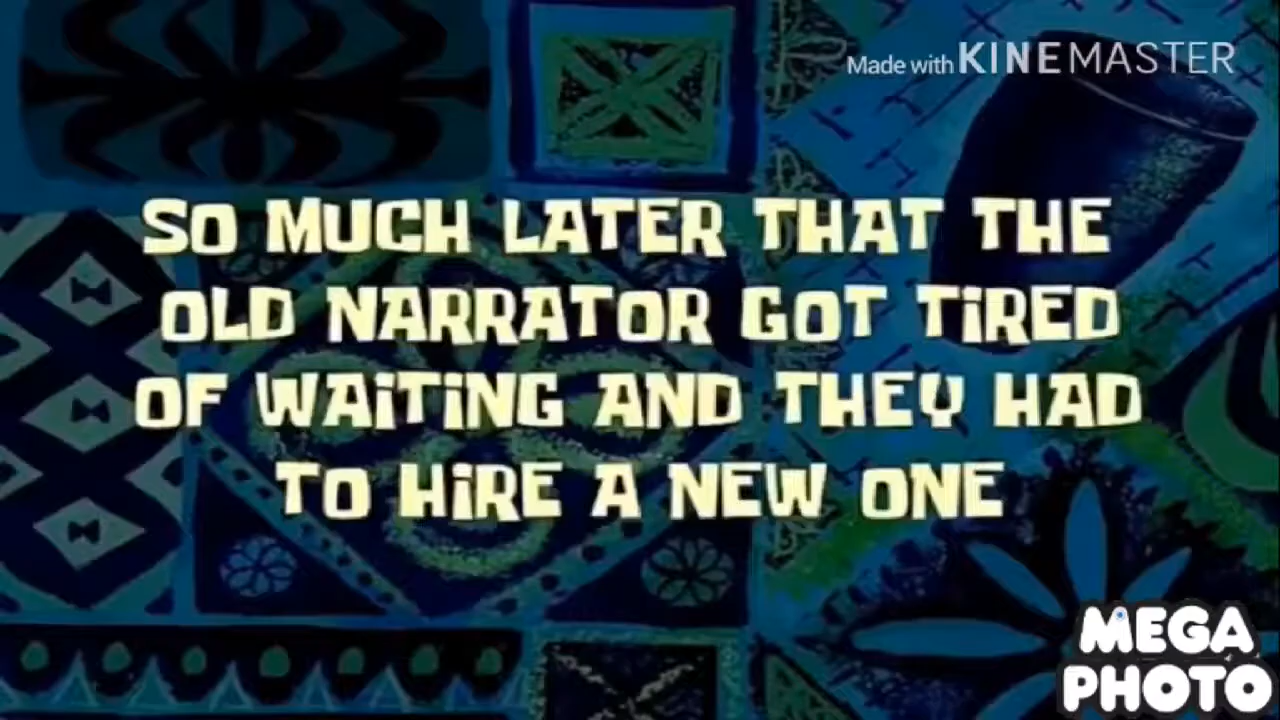 Made with KINEMASTER
SO MUCH LATER THAT THE
OLD NARRATOR GOT TiRED
OF WAiTiNG AND THEY HAD
TO HiRE A NEW ONE
MEGA
PHOTO